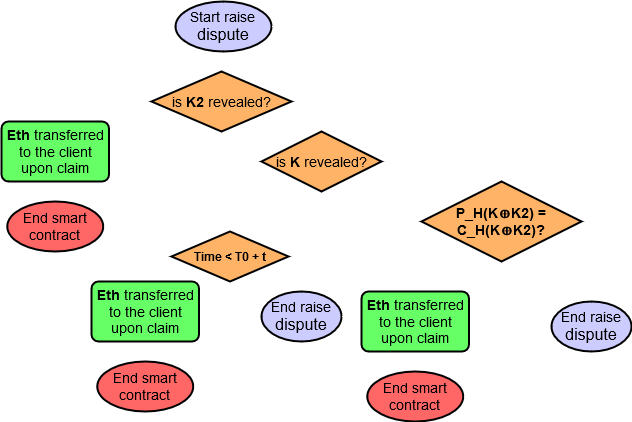 Start raise
dispute
is K2 revealed?
Eth transferred
to the client
upon claim
is K revealed?
End smart
contract
P_H(K⊕K2) =
C_H(K⊕K2)?
Time < T0 + t
Eth transferred
to the client
upon claim
End raise
dispute
Eth transferred
to the client
upon claim
End raise
dispute
End smart
contract
End smart
contract